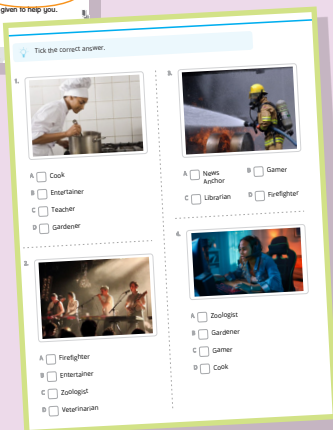 given to help you.
Tick the correct answer.
1.
A Cook
B Entertainer
C Teacher
D Gardener
2.
A Firefighter
B Entertainer
C Zoologist
D Veterinarian
3.
A News Anchor
B Gamer
C Librarian
D Firefighter
4.
A Zoologist
B Gardener
C Gamer
D Cook